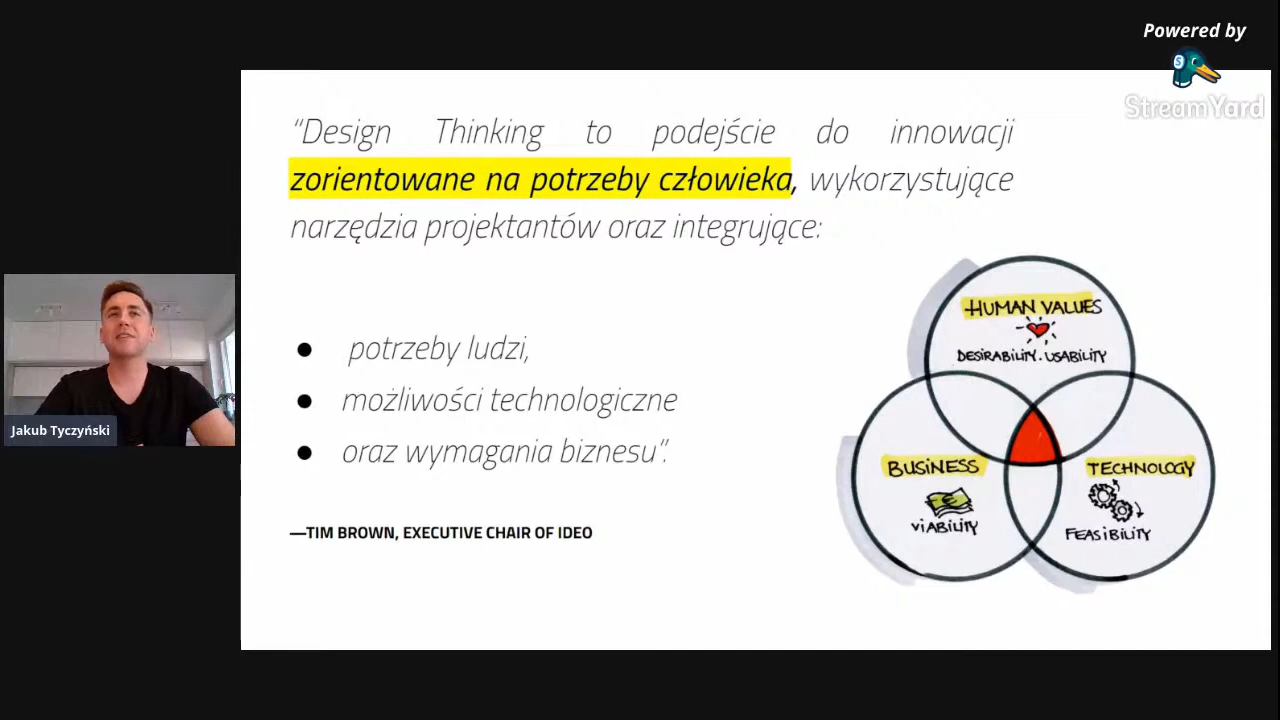 Powered by
StreamYard
“Design Thinking to podejście do innowacji
zorientowane na potrzeby człowieka, wykorzystujące
narzędzia projektantów oraz integrujące:
● potrzeby ludzi,
● możliwości technologiczne
● oraz wymagania biznesu”.
—TIM BROWN, EXECUTIVE CHAIR OF IDEO
HUMAN VALUES
DESIRABILITY. USABILITY
BUSINESS
VIABILITY
TECHNOLOGY
FEASIBILITY
Jakub Tyczyński